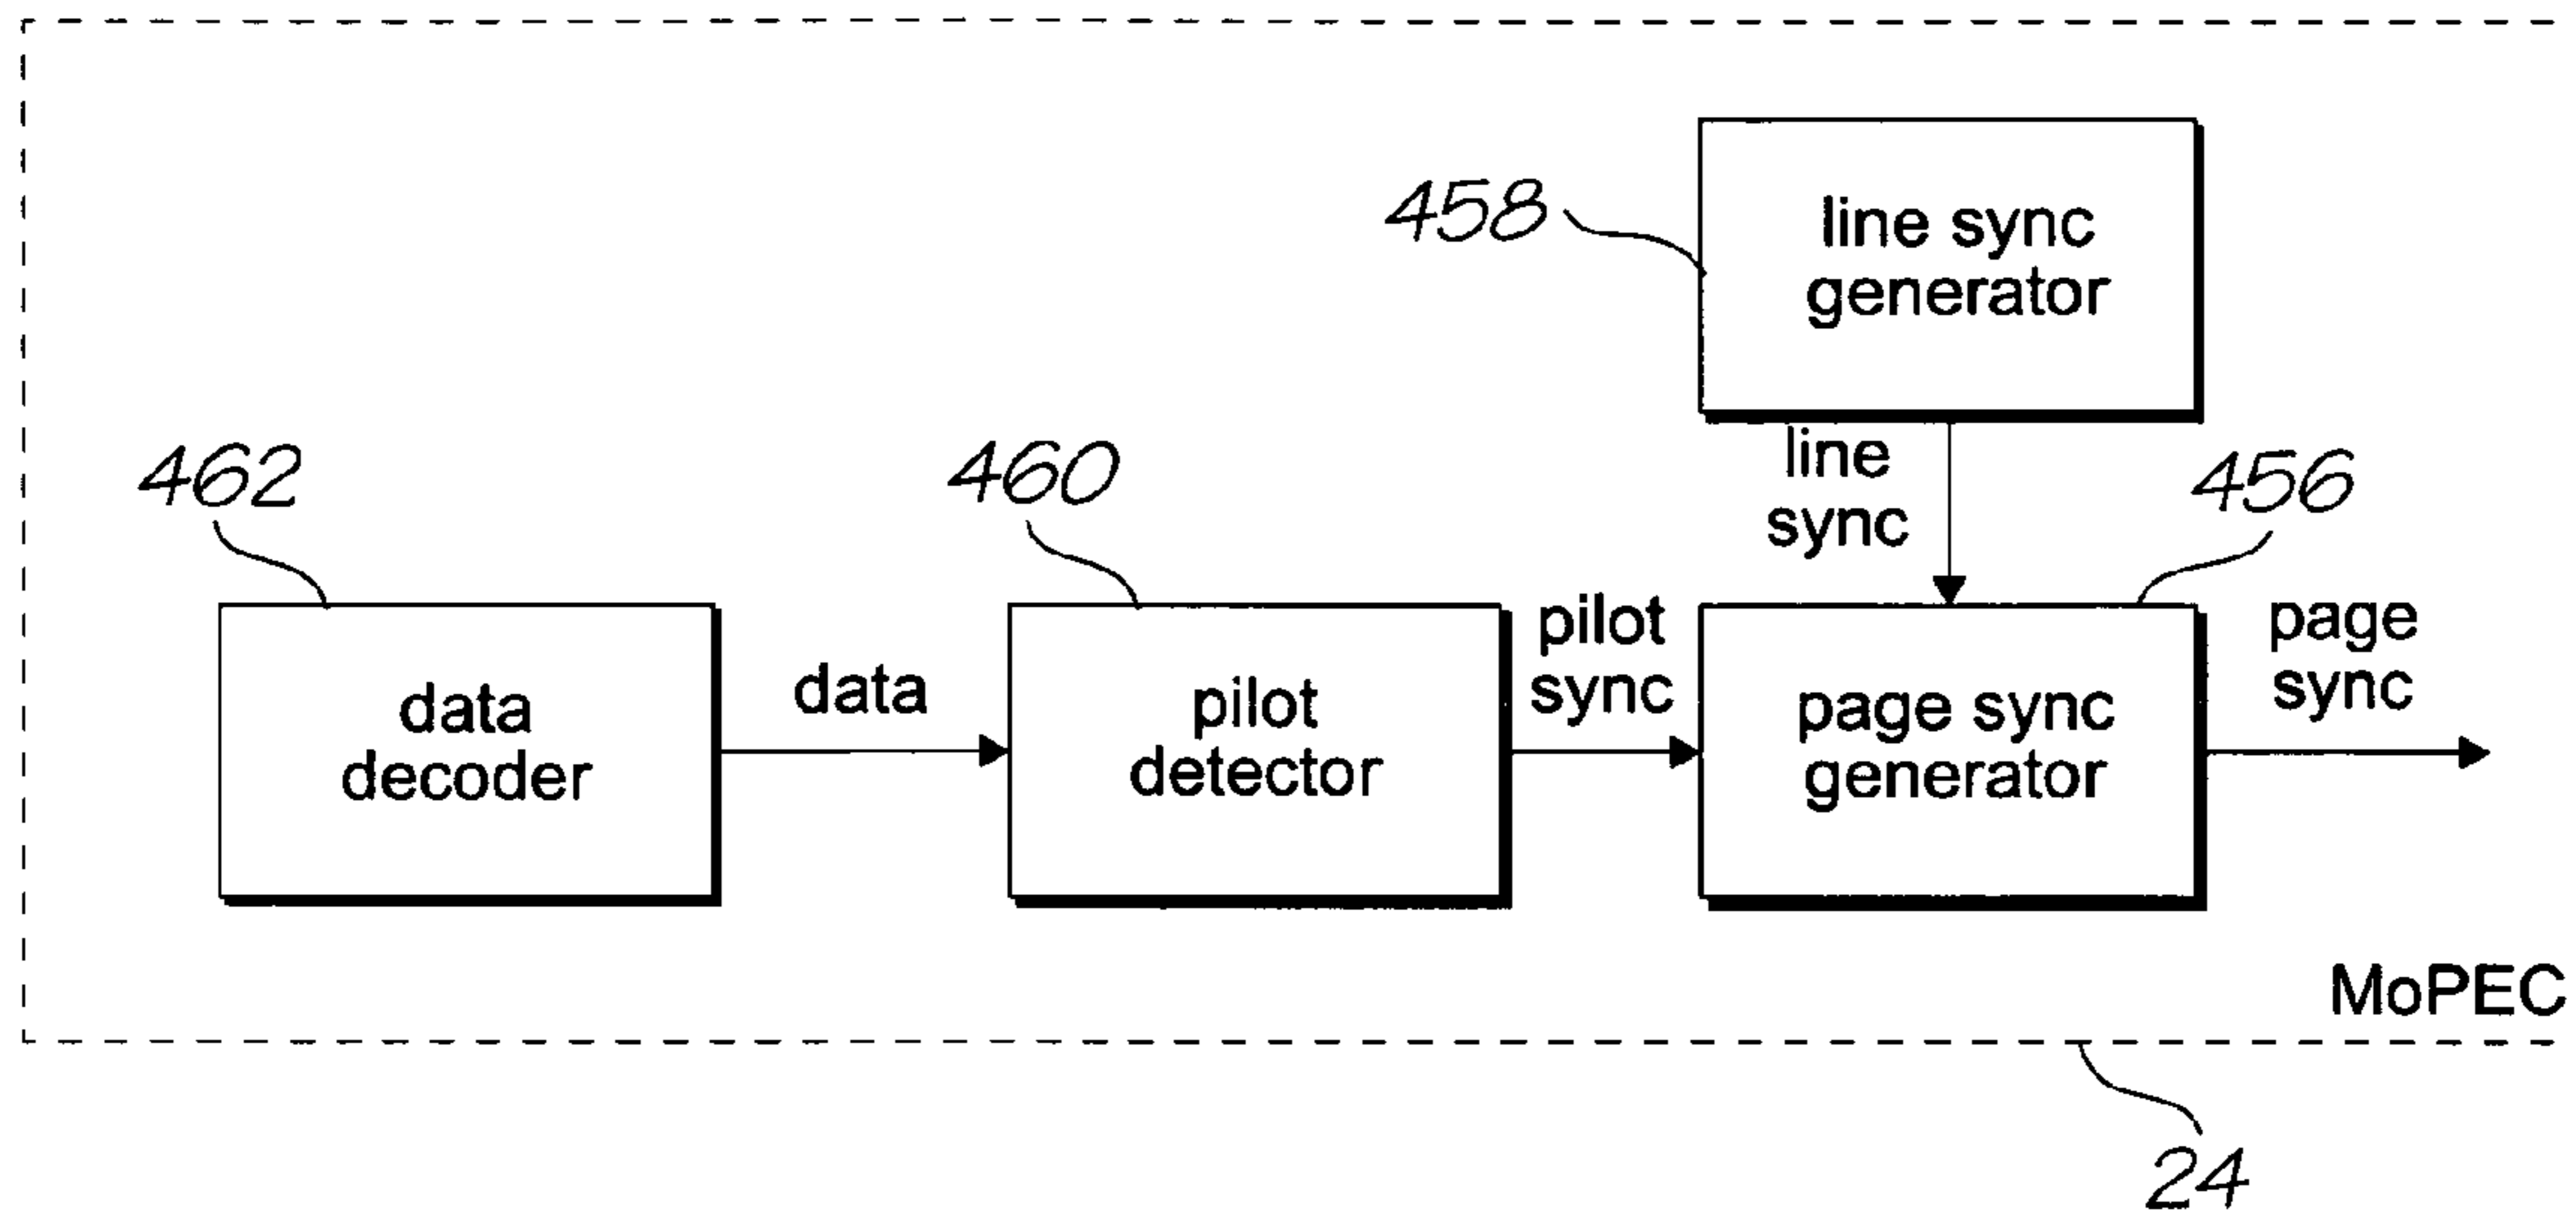 458
line sync
generator
line
sync
462
460
456
data
decoder
data
pilot
detector
pilot
sync
page sync
generator
page
sync
MoPEC
24